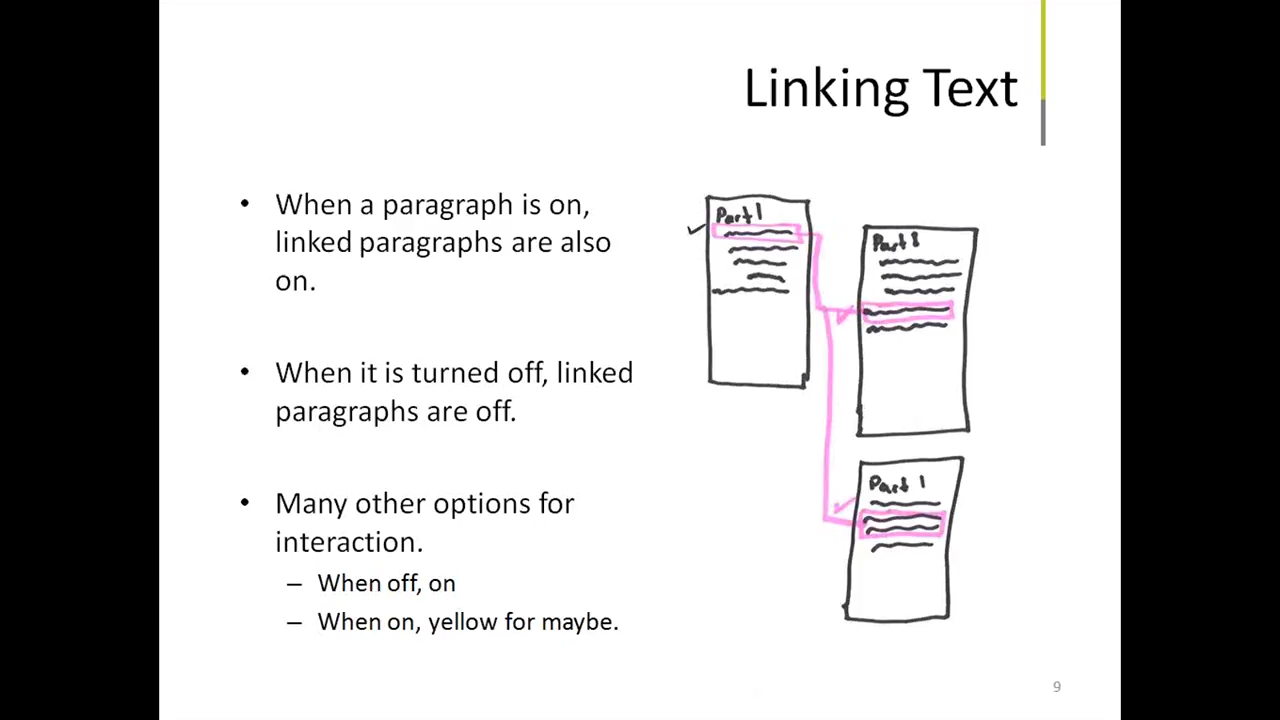 Linking Text
• When a paragraph is on,
linked paragraphs are also
on.
• When it is turned off, linked
paragraphs are off.
• Many other options for
interaction.
– When off, on
– When on, yellow for maybe.
Part 1
Part 8
Part 1
9